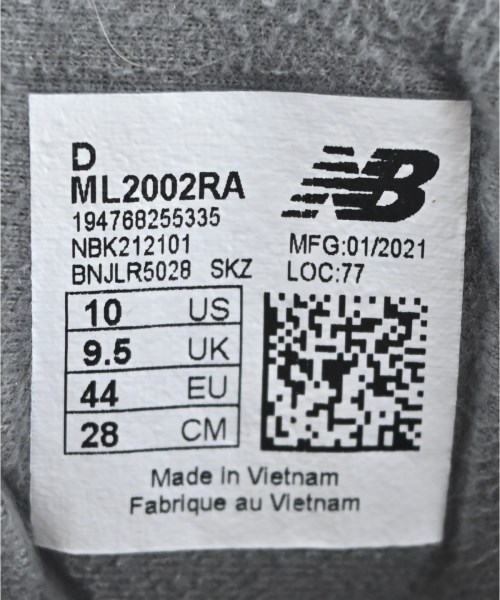 D
ML2002RA
194768255335
NBK212101
BNJLR5028 SKZ
NB
MFG:01/2021
LOC:77
10 US
9.5 UK
44 EU
28 CM
Made in Vietnam
Fabrique au Vietnam